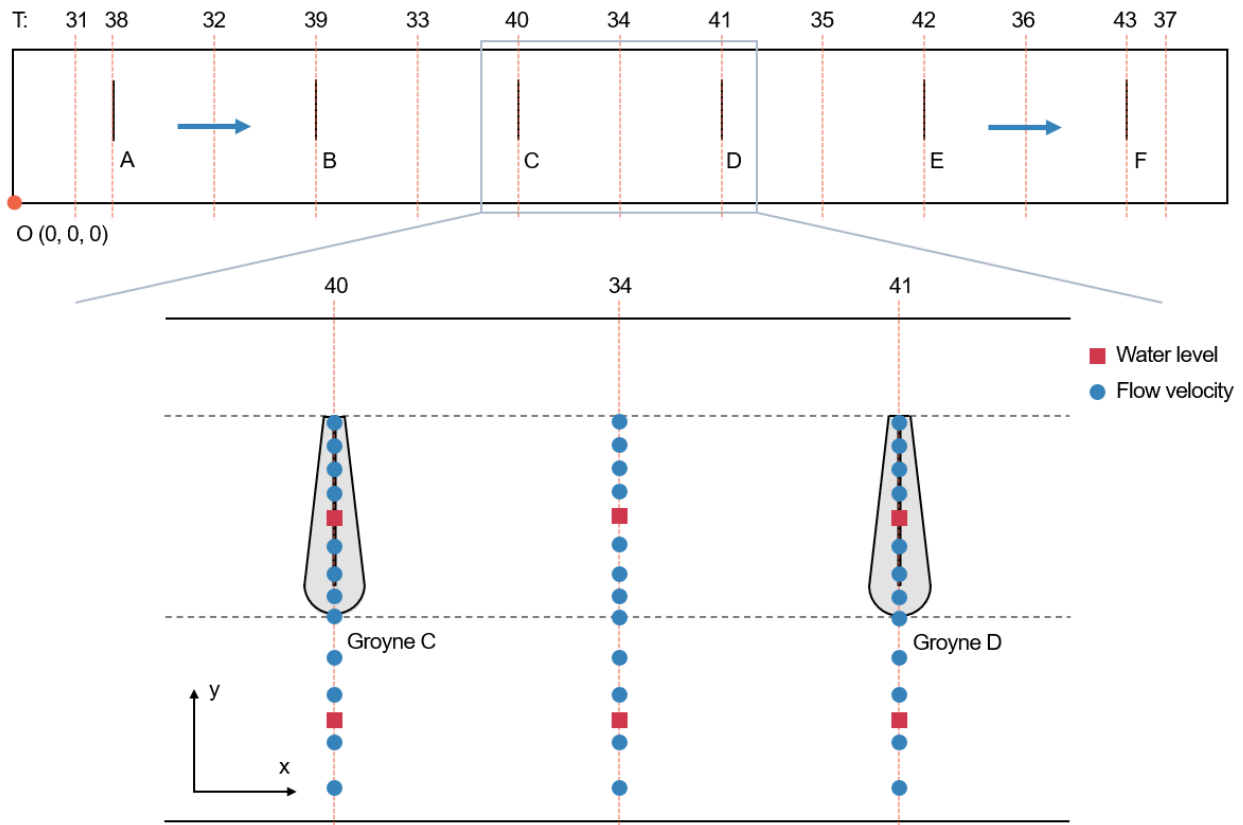 T: 31 38 32 39 33 40 34 41 35 42 36 43 37
A B C D E F
O (0, 0, 0)
40 34 41
Water level
Flow velocity
Groyne C Groyne D
y
x